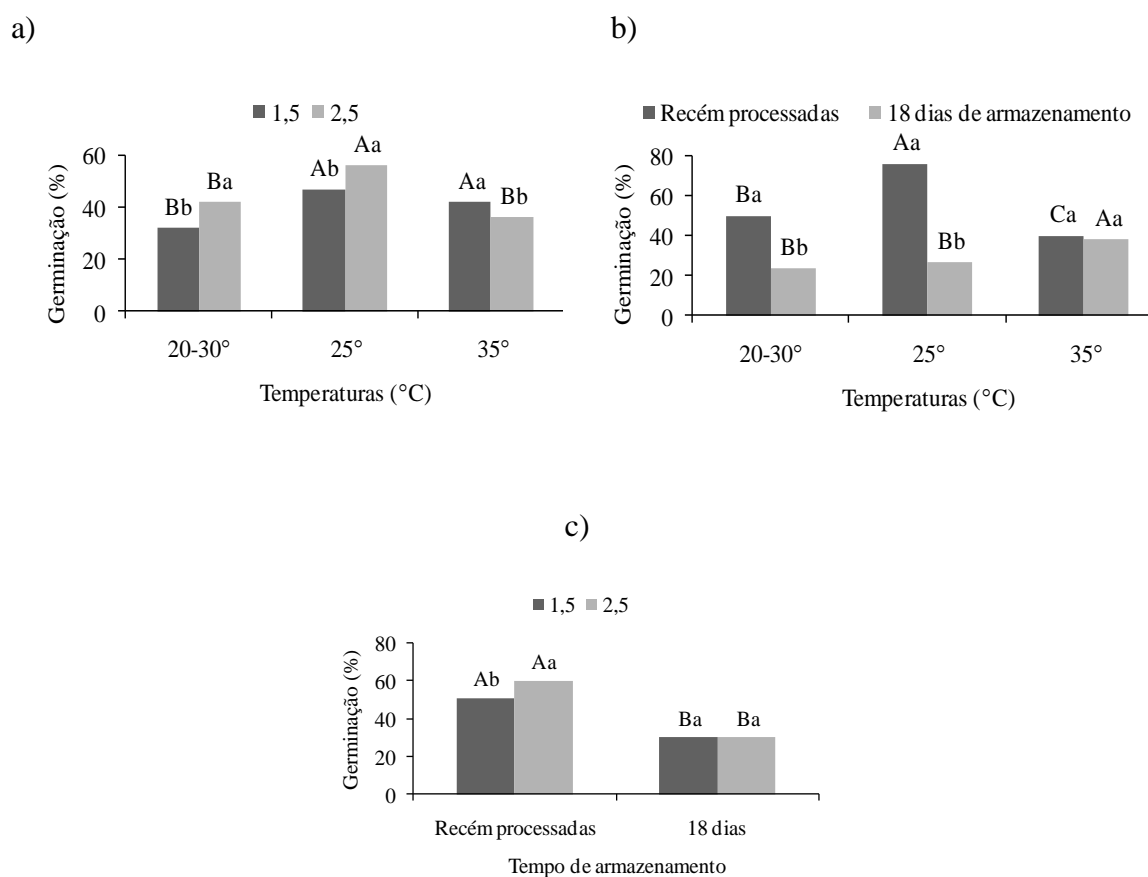 a)
1,5 2,5
Germinação (%)
60
40
20
0
Bb Ba Ab Aa Aa Bb
20-30° 25° 35°
Temperaturas (°C)
b)
Recém processadas 18 dias de armazenamento
Germinação (%)
80
60
40
20
0
Ba Bb Aa Bb Ca Aa
20-30° 25° 35°
Temperaturas (°C)
c)
1,5 2,5
Germinação (%)
80
60
40
20
0
Ab Aa Ba Ba
Recém processadas 18 dias
Tempo de armazenamento